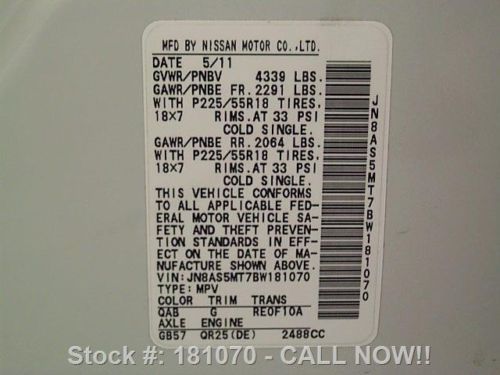 MFD BY NISSAN MOTOR CO.,LTD.
DATE 5/11
GVWR/PNBV 4339 LBS.
GAWR/PNBE FR. 2291 LBS.
WITH P225/55R18 TIRES,
18X7 RIMS.AT 33 PSI
COLD SINGLE.
GAWR/PNBE RR. 2064 LBS.
WITH P225/55R18 TIRES,
18X7 RIMS.AT 33 PSI
COLD SINGLE.
THIS VEHICLE CONFORMS
TO ALL APPLICABLE FED-
ERAL MOTOR VEHICLE SA-
FETY AND THEFT PREVEN-
TION STANDARDS IN EFF-
ECT ON THE DATE OF MA-
NUFACTURE SHOWN ABOVE.
VIN:JN8AS5MT7BW181070
TYPE:MPV
COLOR TRIM TRANS
QAB G RE0F10A
AXLE ENGINE
GB57 QR25(DE) 2488CC
JN8AS5MT7BW181070
Stock #: 181070 - CALL NOW!!